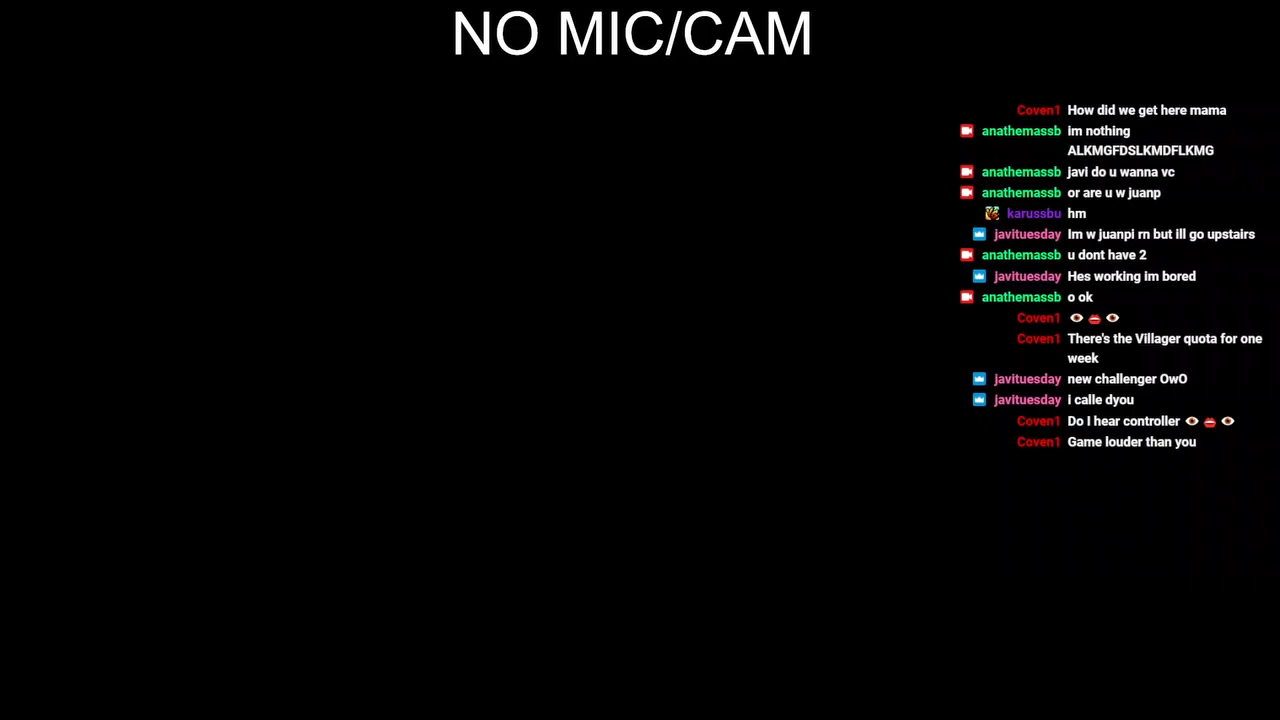 NO MIC/CAM
Coven1 How did we get here mama
anathemassb im nothing
ALKMGFDSLKMDFLKMG
anathemassb javi do u wanna vc
anathemassb or are u w juanp
karussbu hm
javituesday Im w juanpi rn but ill go upstairs
anathemassb u dont have 2
javituesday Hes working im bored
anathemassb o ok
Coven1 👁️👄👁️
Coven1 There's the Villager quota for one
week
javituesday new challenger OwO
javituesday i calle dyou
Coven1 Do I hear controller 👁️👄👁️
Coven1 Game louder than you